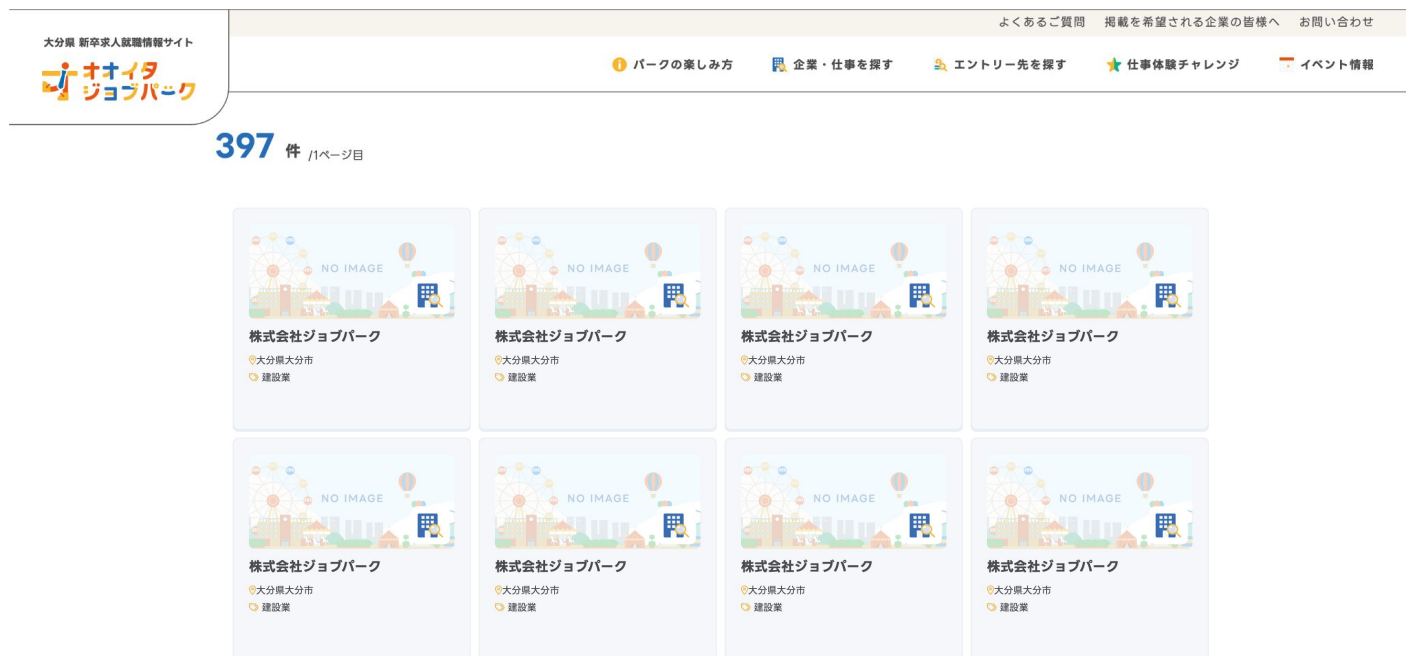 よくあるご質問 掲載を希望される企業の皆様へ お問い合わせ
大分県 新卒求人就職情報サイト
オオイタ
ジョブパーク
パークの楽しみ方 企業・仕事を探す エントリー先を探す 仕事体験チャレンジ イベント情報
397 件 /1ページ目
NO IMAGE NO IMAGE NO IMAGE NO IMAGE
株式会社ジョブパーク 株式会社ジョブパーク 株式会社ジョブパーク 株式会社ジョブパーク
大分県大分市 大分県大分市 大分県大分市 大分県大分市
建設業 建設業 建設業 建設業
NO IMAGE NO IMAGE NO IMAGE NO IMAGE
株式会社ジョブパーク 株式会社ジョブパーク 株式会社ジョブパーク 株式会社ジョブパーク
大分県大分市 大分県大分市 大分県大分市 大分県大分市
建設業 建設業 建設業 建設業